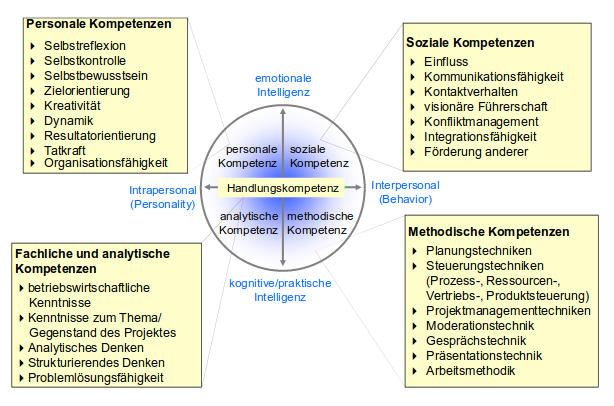 Personale Kompetenzen
Selbstreflexion
Selbstkontrolle
Selbstbewusstsein
Zielorientierung
Kreativität
Dynamik
Resultatorientierung
Tatkraft
Organisationsfähigkeit
Soziale Kompetenzen
Einfluss
Kommunikationsfähigkeit
Kontaktverhalten
visionäre Führerschaft
Konfliktmanagement
Integrationsfähigkeit
Förderung anderer
emotionale
Intelligenz
personale
Kompetenz
soziale
Kompetenz
Intrapersonal
(Personality)
Handlungskompetenz
Interpersonal
(Behavior)
analytische
Kompetenz
methodische
Kompetenz
kognitive/praktische
Intelligenz
Fachliche und analytische
Kompetenzen
betriebswirtschaftliche
Kenntnisse
Kenntnisse zum Thema/
Gegenstand des Projektes
Analytisches Denken
Strukturierendes Denken
Problemlösungsfähigkeit
Methodische Kompetenzen
Planungstechniken
Steuerungstechniken
(Prozess-, Ressourcen-,
Vertriebs-, Produktsteuerung)
Projektmanagementtechniken
Moderationstechnik
Gesprächstechnik
Präsentationstechnik
Arbeitsmethodik